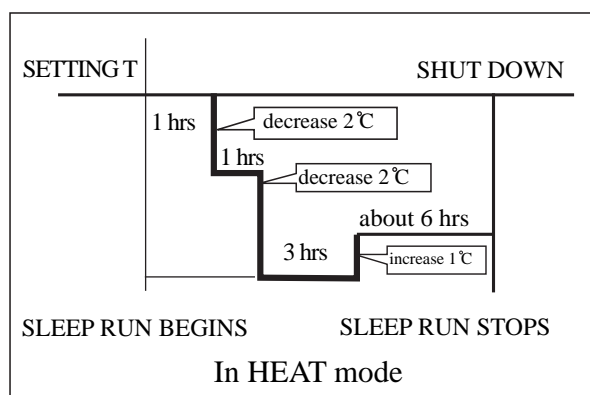 SETTING T
SHUT DOWN
1 hrs
decrease 2℃
1 hrs
decrease 2℃
about 6 hrs
3 hrs
increase 1℃
SLEEP RUN BEGINS
SLEEP RUN STOPS
In HEAT mode